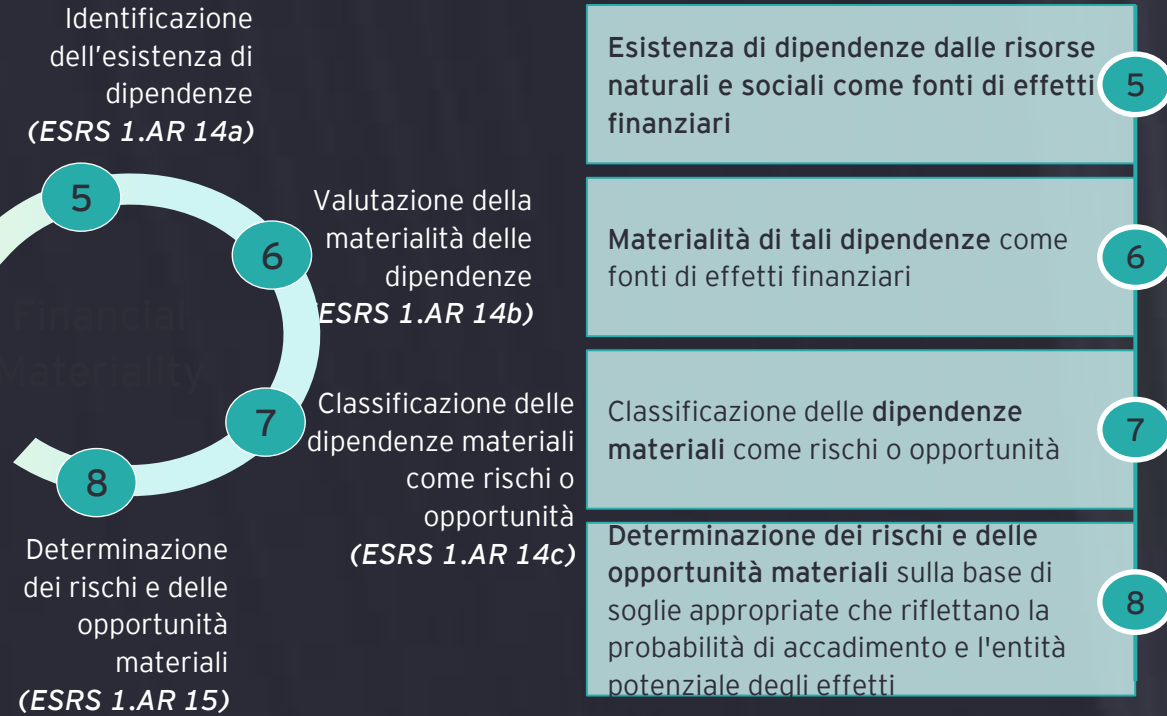 Identificazione
dell'esistenza di
dipendenze
(ESRS 1.AR 14a)
5
Valutazione della
materialità delle
dipendenze
ESRS 1.AR 14b)
6
Financial
Materiality
Classificazione delle
dipendenze materiali
come rischi o
opportunità
(ESRS 1.AR 14c)
7
8
Determinazione
dei rischi e delle
opportunità
materiali
(ESRS 1.AR 15)
Esistenza di dipendenze dalle risorse
naturali e sociali come fonti di effetti
finanziari
5
Materialità di tali dipendenze come
fonti di effetti finanziari
6
Classificazione delle dipendenze
materiali come rischi o opportunità
7
Determinazione dei rischi e delle
opportunità materiali sulla base di
soglie appropriate che riflettano la
probabilità di accadimento e l'entità
potenziale degli effetti
8